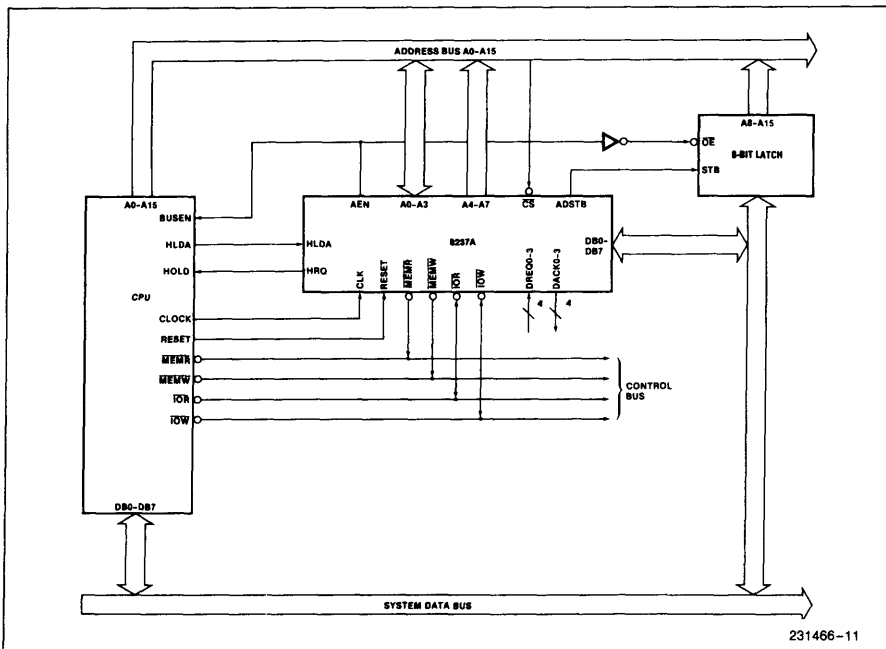 ADDRESS BUS A0-A15
A8-A15
OE
8-BIT LATCH
STB
A0-A15
BUSEN
AEN
A0-A3
A4-A7
CS
ADSTB
HLDA
HLDA
8237A
DB0-
DB7
HOLD
HRQ
CLK
RESET
MEMR
MEMW
IOR
IOW
DREQ0-3
DACK0-3
4
4
CPU
CLOCK
RESET
MEMR
MEMW
IOR
IOW
CONTROL
BUS
DB0-DB7
SYSTEM DATA BUS
231466-11